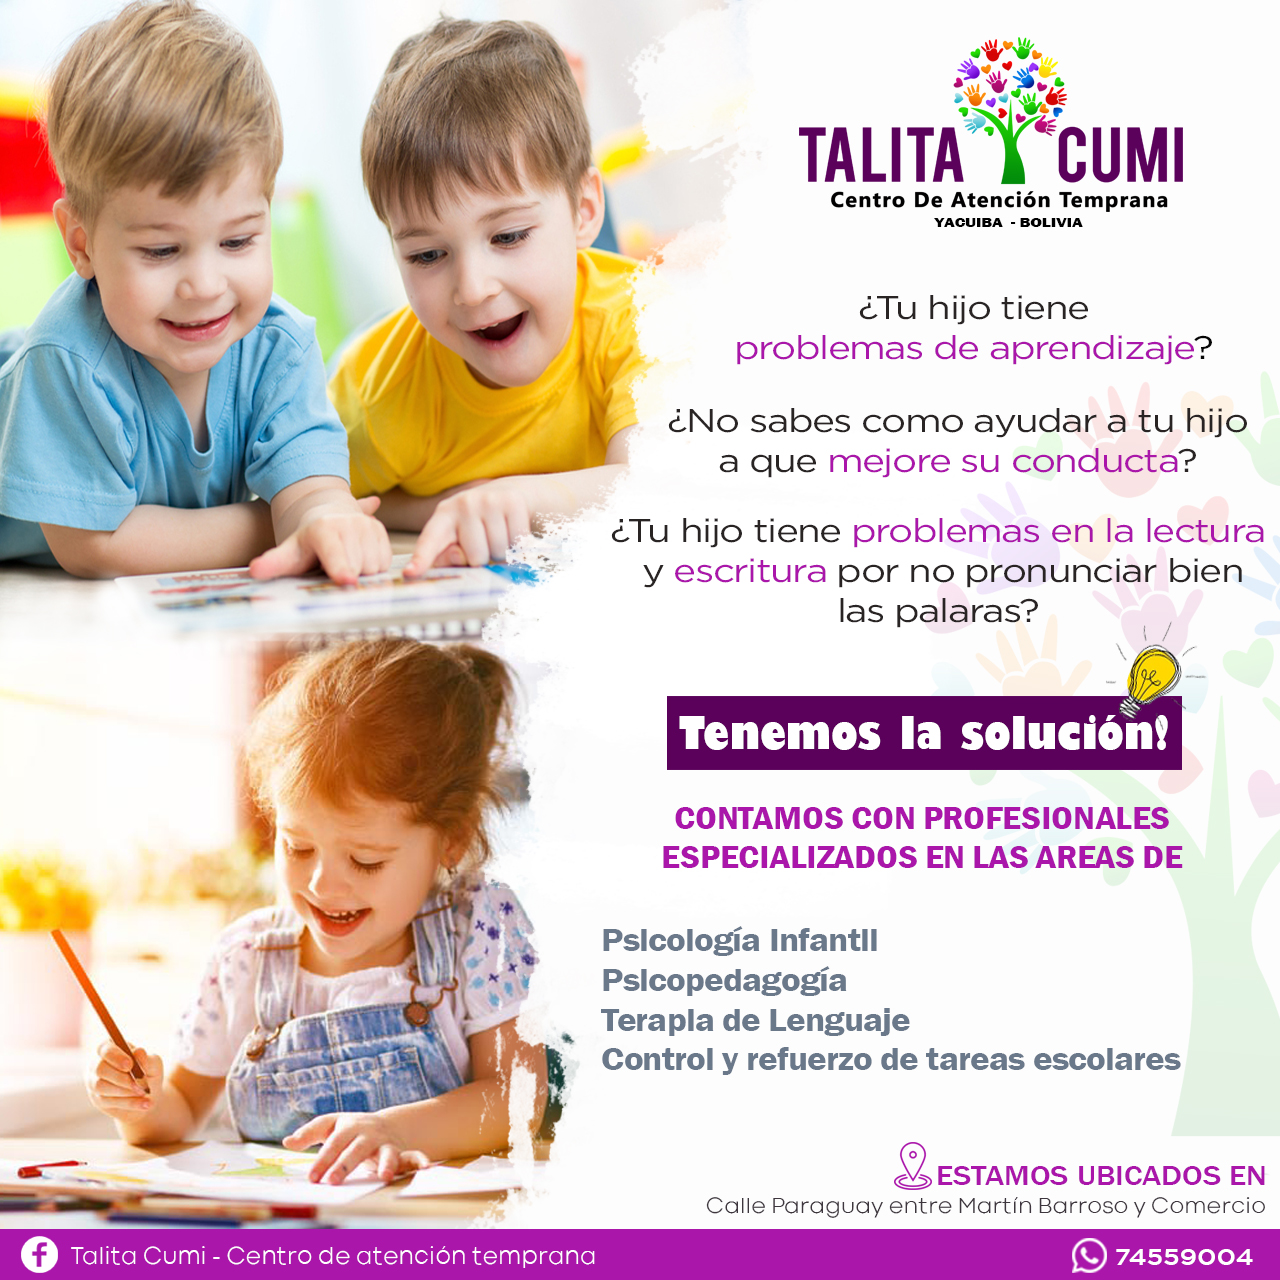 TALITA CUMI
Centro De Atención Temprana
YACUIBA - BOLIVIA
¿Tu hijo tiene
problemas de aprendizaje?
¿No sabes como ayudar a tu hijo
a que mejore su conducta?
¿Tu hijo tiene problemas en la lectura
y escritura por no pronunciar bien
las palaras?
Tenemos la solución!
CONTAMOS CON PROFESIONALES
ESPECIALIZADOS EN LAS AREAS DE
Psicología Infantil
Psicopedagogía
Terapia de Lenguaje
Control y refuerzo de tareas escolares
ESTAMOS UBICADOS EN
Calle Paraguay entre Martín Barroso y Comercio
Talita Cumi - Centro de atención temprana
74559004